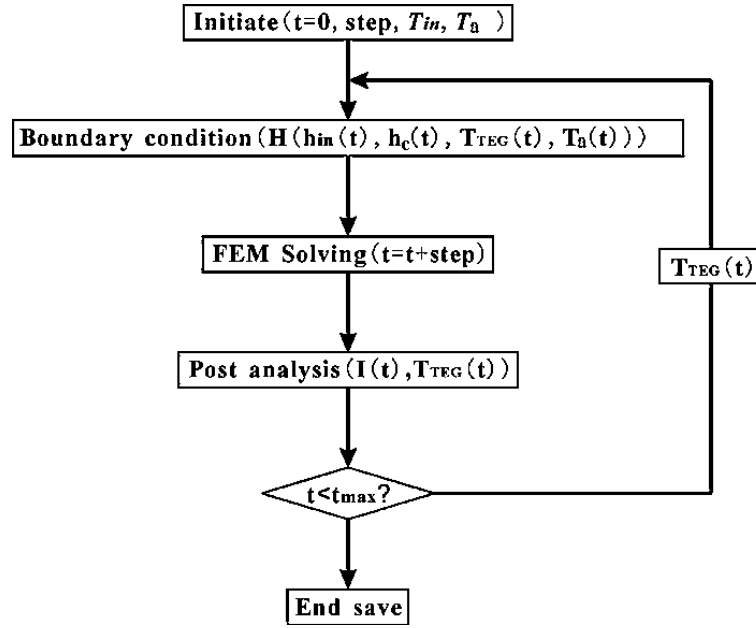 Initiate(t=0, step, Tin, Ta )
Boundary condition(H(hin(t), hc(t), TTEG(t), Ta(t)))
FEM Solving(t=t+step)
TTEG(t)
Post analysis(I(t),TTEG(t))
t<tmax?
End save